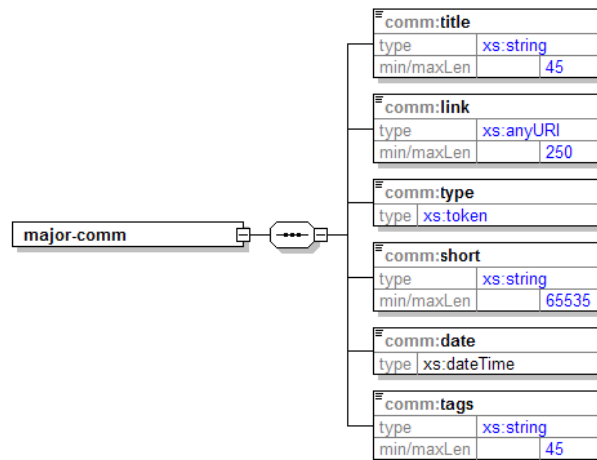 comm:title
type xs:string
min/maxLen 45
comm:link
type xs:anyURI
min/maxLen 250
comm:type
type xs:token
major-comm
comm:short
type xs:string
min/maxLen 65535
comm:date
type xs:dateTime
comm:tags
type xs:string
min/maxLen 45